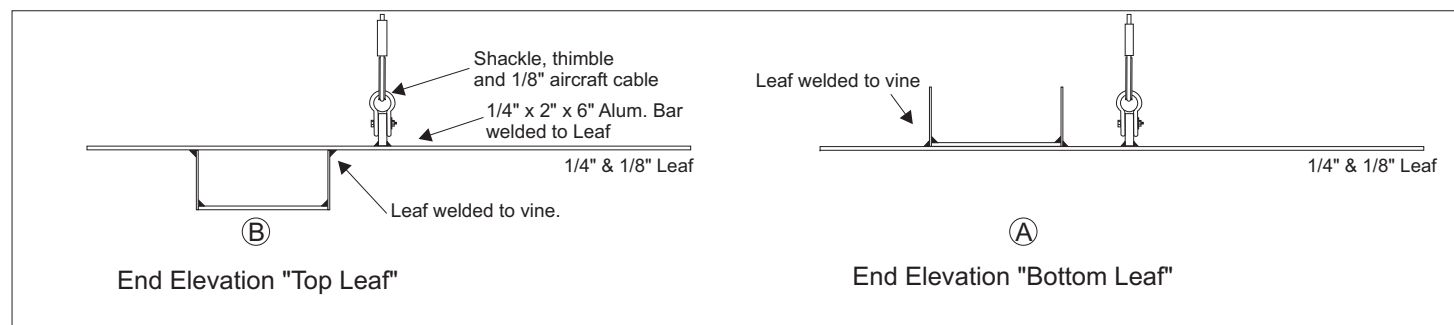 Shackle, thimble
and 1/8" aircraft cable
1/4" x 2" x 6" Alum. Bar
welded to Leaf
1/4" & 1/8" Leaf
Leaf welded to vine.
B
End Elevation "Top Leaf"
Leaf welded to vine
1/4" & 1/8" Leaf
A
End Elevation "Bottom Leaf"